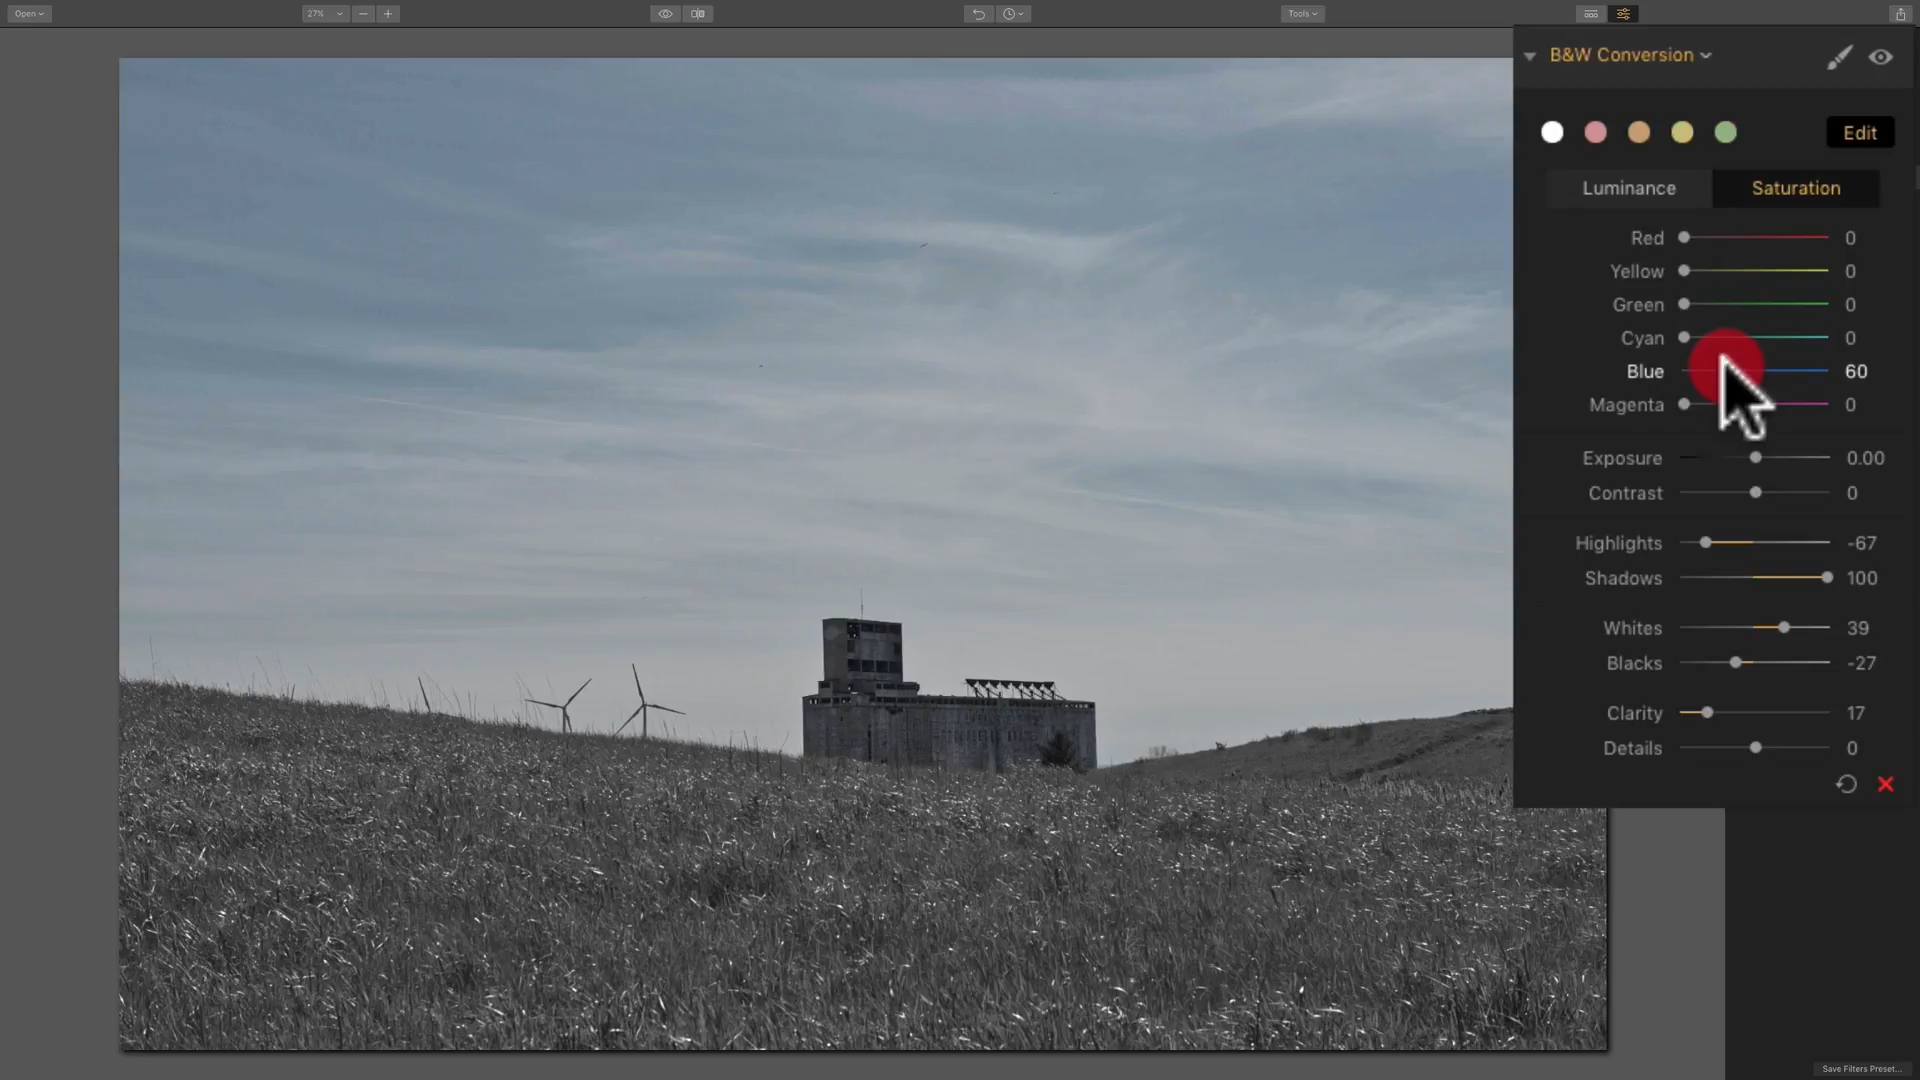 Open
27%
Tools
B&W Conversion
Edit
Luminance
Saturation
Red 0
Yellow 0
Green 0
Cyan 0
Blue 60
Magenta 0
Exposure 0.00
Contrast 0
Highlights -67
Shadows 100
Whites 39
Blacks -27
Clarity 17
Details 0
Save Filters Preset...